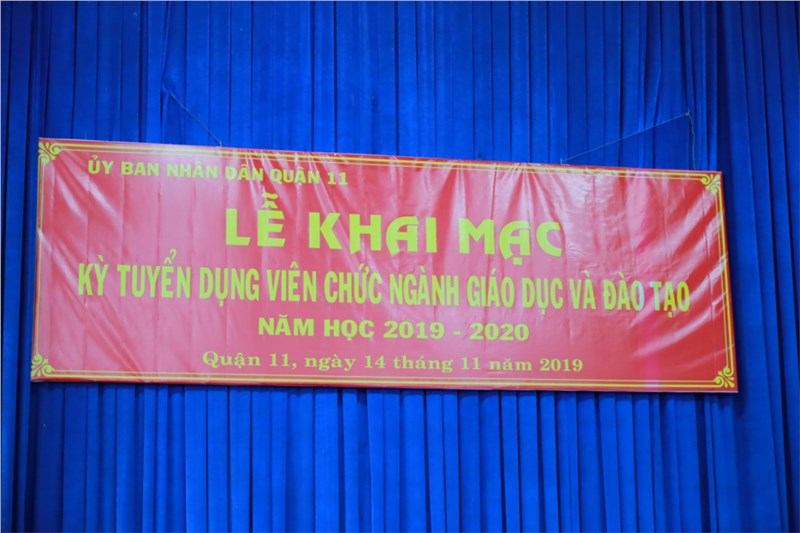 ỦY BAN NHÂN DÂN QUẬN 11
LỄ KHAI MẠC
KỲ TUYỂN DỤNG VIÊN CHỨC NGÀNH GIÁO DỤC VÀ ĐÀO TẠO
NĂM HỌC 2019 - 2020
Quận 11, ngày 14 tháng 11 năm 2019